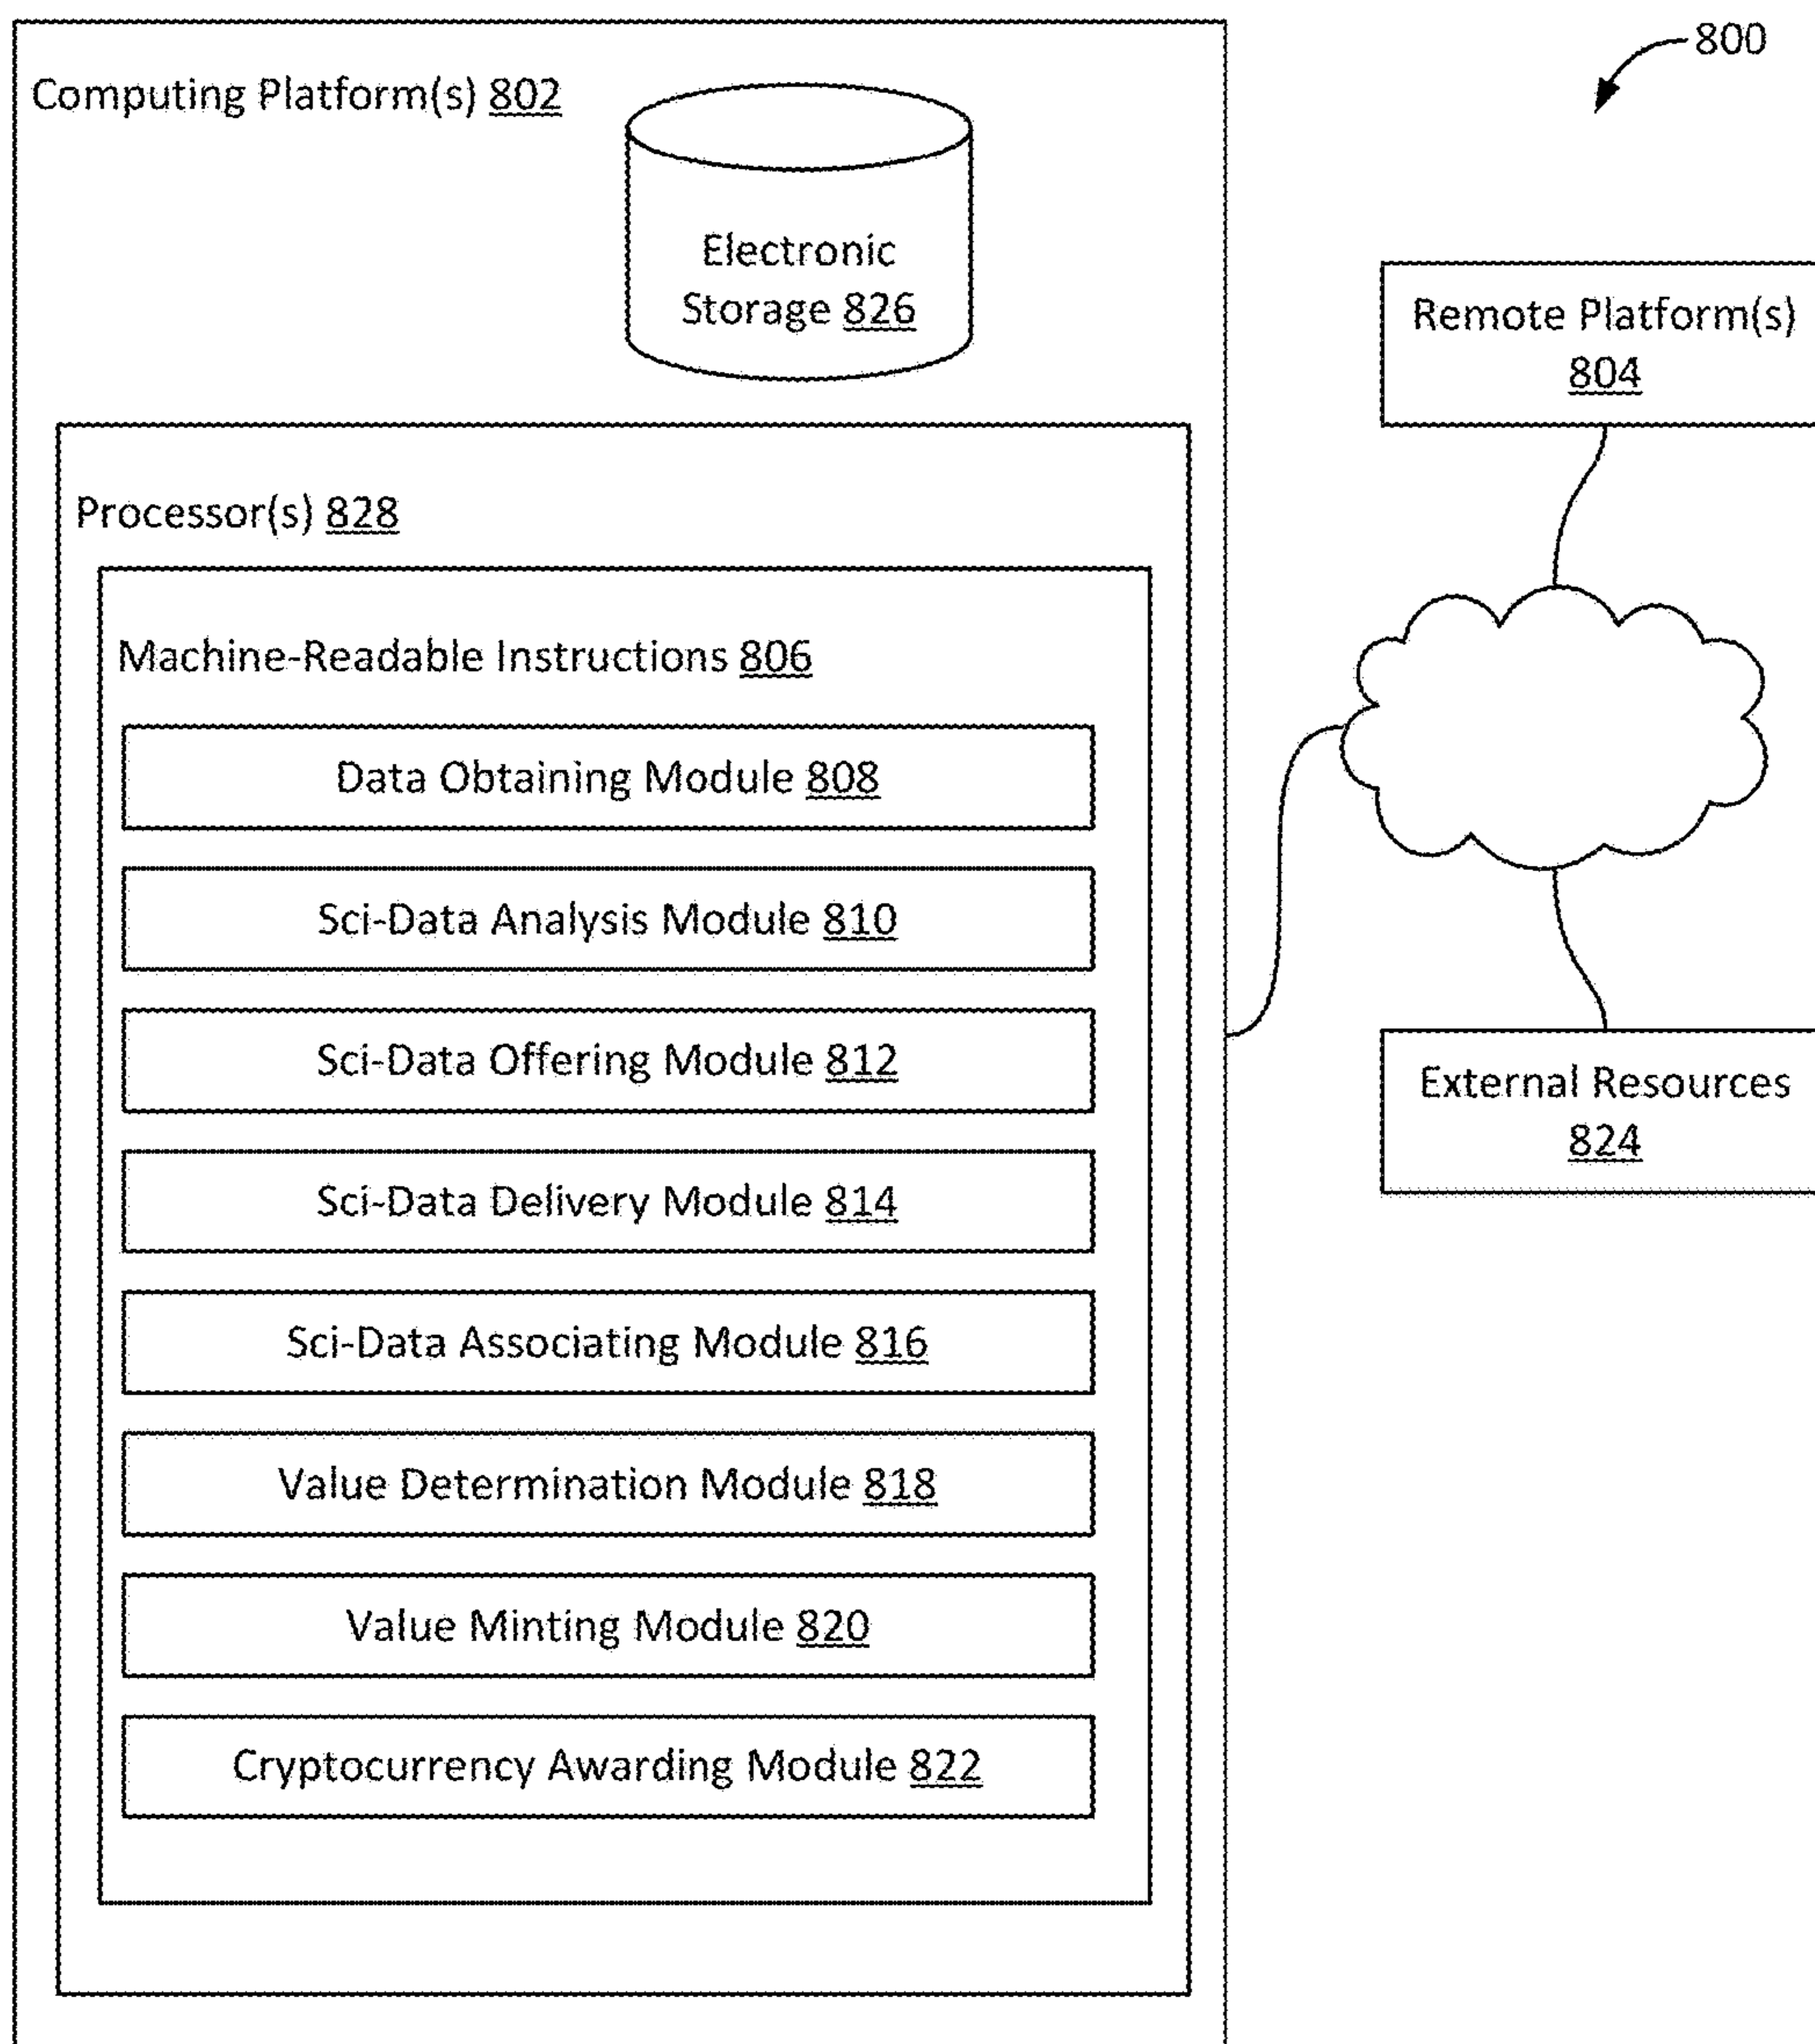 800
Computing Platform(s) 802
Electronic
Storage 826
Remote Platform(s)
804
Processor(s) 828
Machine-Readable Instructions 806
Data Obtaining Module 808
Sci-Data Analysis Module 810
Sci-Data Offering Module 812
Sci-Data Delivery Module 814
Sci-Data Associating Module 816
Value Determination Module 818
Value Minting Module 820
Cryptocurrency Awarding Module 822
External Resources
824